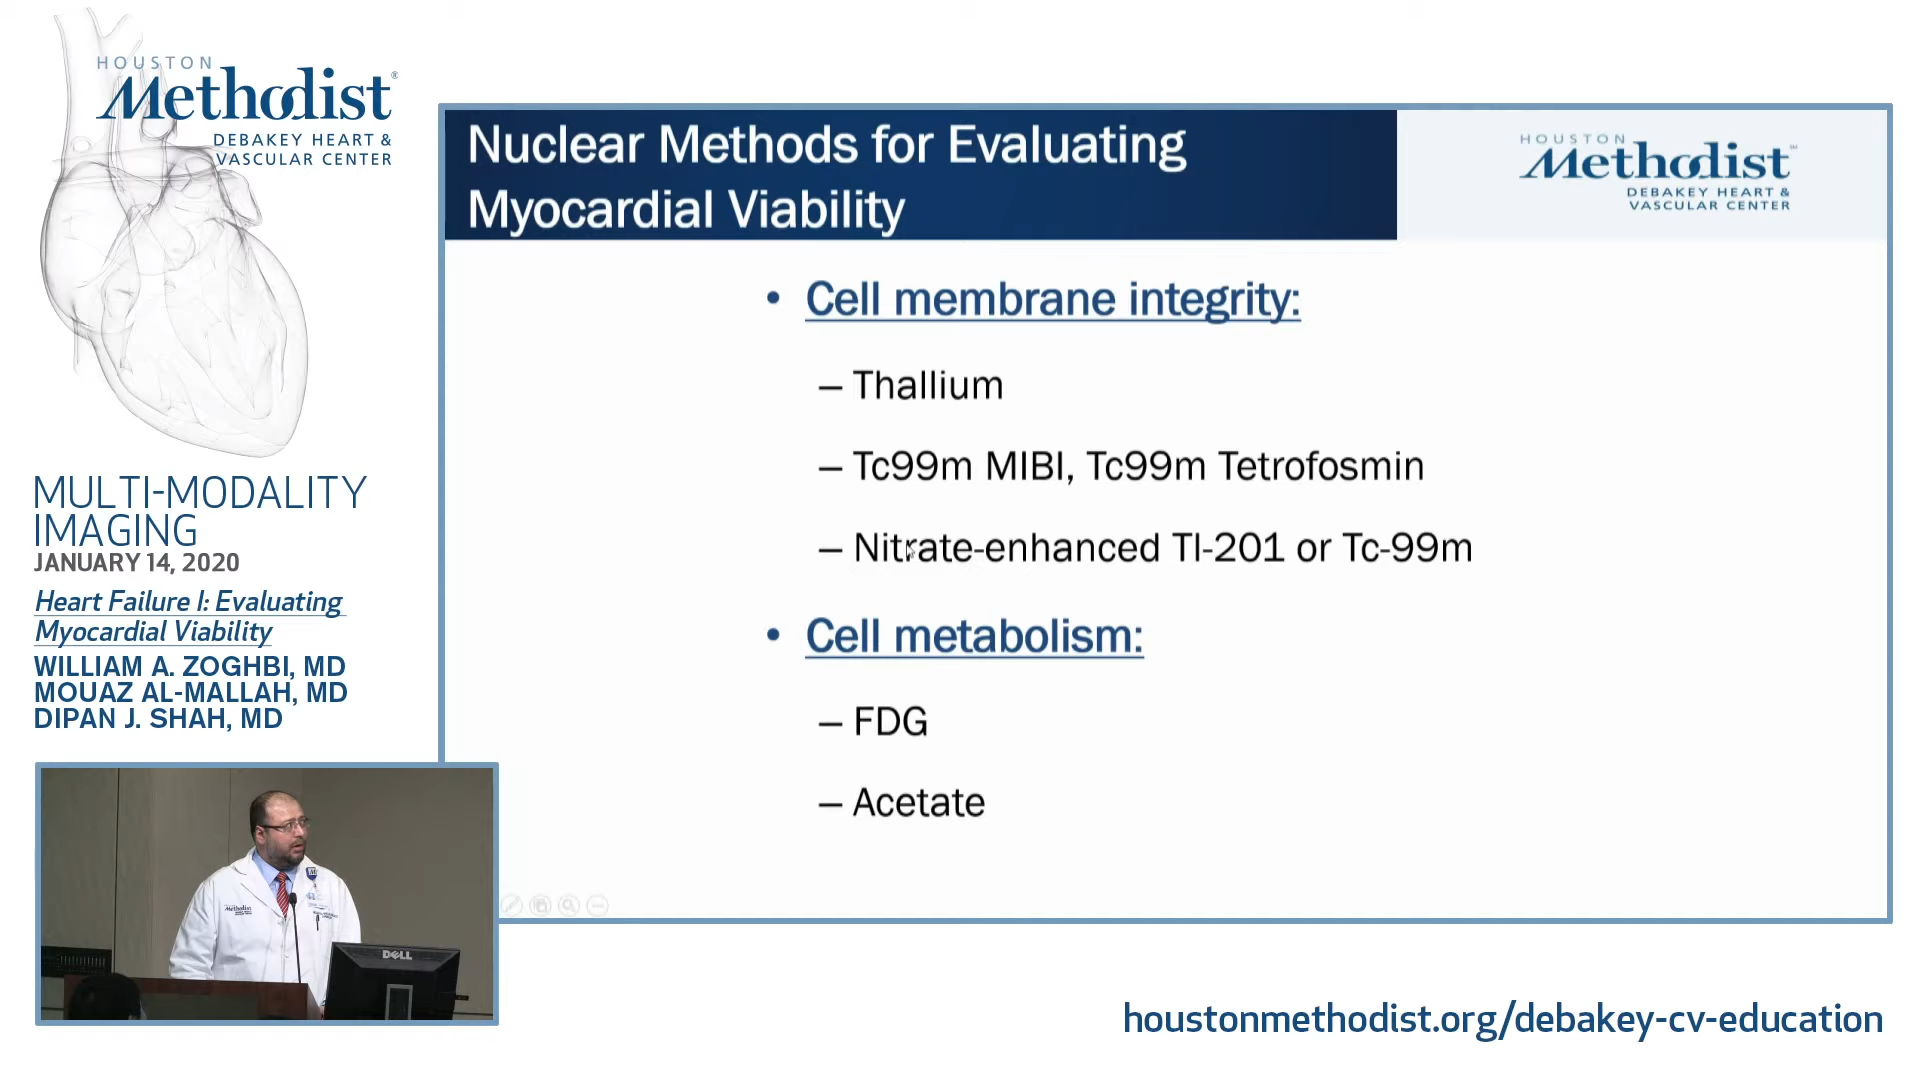 HOUSTON
Methodist®
DEBAKEY HEART &
VASCULAR CENTER
MULTI-MODALITY
IMAGING
JANUARY 14, 2020
Heart Failure I: Evaluating
Myocardial Viability
WILLIAM A. ZOGHBI, MD
MOUAZ AL-MALLAH, MD
DIPAN J. SHAH, MD
Nuclear Methods for Evaluating
Myocardial Viability
HOUSTON
Methodist℠
DEBAKEY HEART &
VASCULAR CENTER
• Cell membrane integrity:
– Thallium
– Tc99m MIBI, Tc99m Tetrofosmin
– Nitrate-enhanced Tl-201 or Tc-99m
• Cell metabolism:
– FDG
– Acetate
Methodist
DELL
houstonmethodist.org/debakey-cv-education